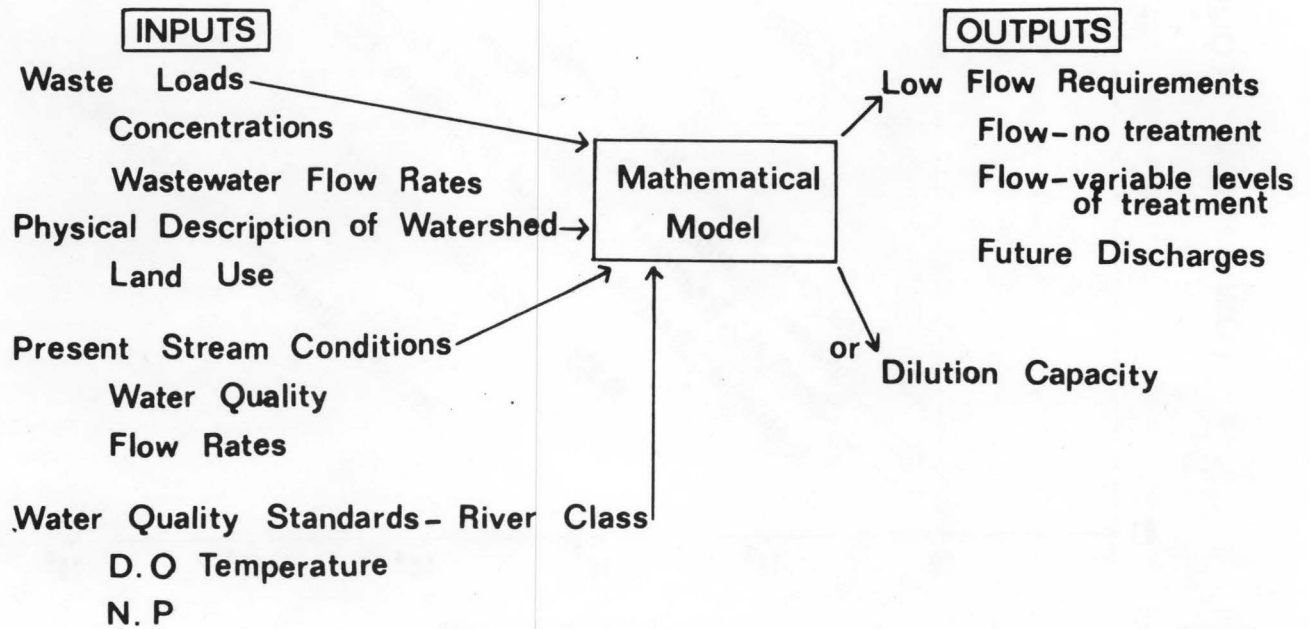 INPUTS
Waste Loads
Concentrations
Wastewater Flow Rates
Physical Description of Watershed
Land Use
Present Stream Conditions
Water Quality
Flow Rates
Water Quality Standards - River Class
D.O Temperature
N.P
Mathematical
Model
OUTPUTS
Low Flow Requirements
Flow - no treatment
Flow - variable levels
of treatment
Future Discharges
or
Dilution Capacity